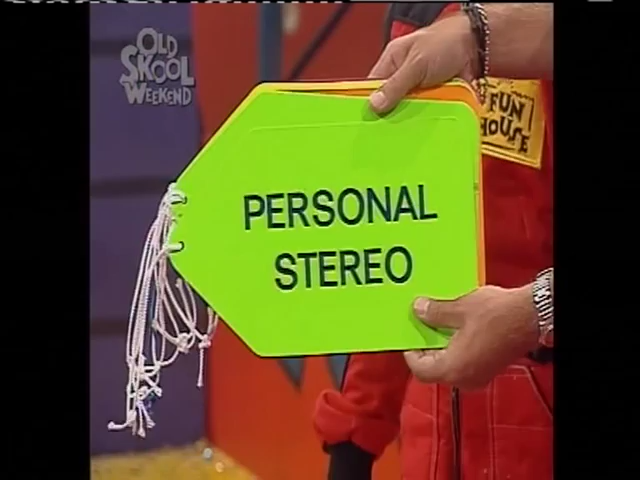 OLD
SKOOL
WEEKEND
FUN
HOUSE
PERSONAL
STEREO